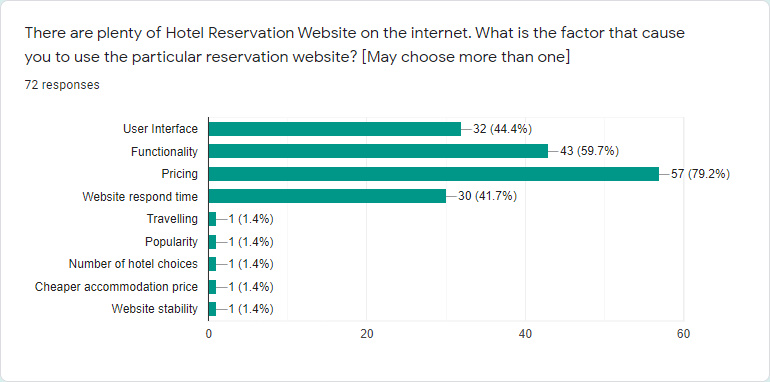 There are plenty of Hotel Reservation Website on the internet. What is the factor that cause
you to use the particular reservation website? [May choose more than one]
72 responses
User Interface 32 (44.4%)
Functionality 43 (59.7%)
Pricing 57 (79.2%)
Website respond time 30 (41.7%)
Travelling 1 (1.4%)
Popularity 1 (1.4%)
Number of hotel choices 1 (1.4%)
Cheaper accommodation price 1 (1.4%)
Website stability 1 (1.4%)
0 20 40 60